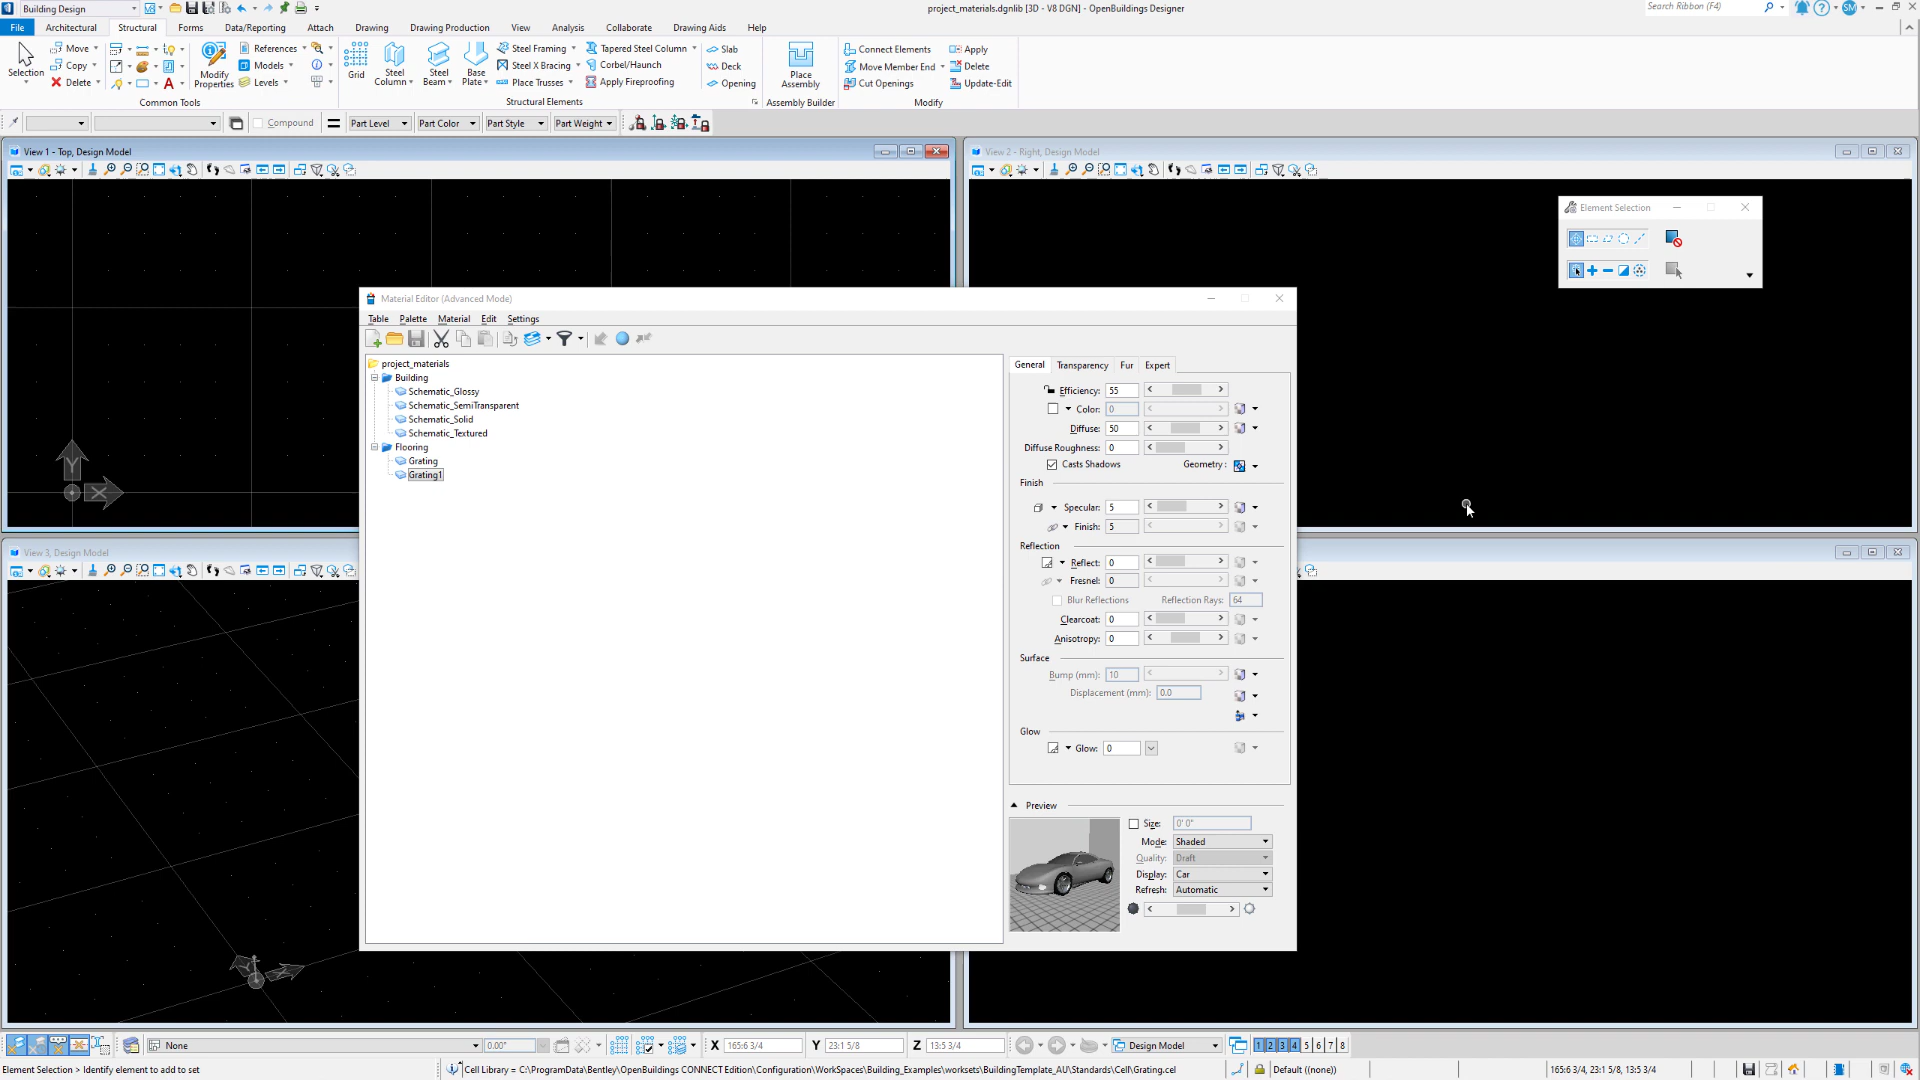 Building Design
project_materials.dgnlib [3D - V8 DGN] - OpenBuildings Designer
Search Ribbon (F4)
SM
File Architectural Structural Forms Data/Reporting Attach Drawing Drawing Production View Analysis Collaborate Drawing Aids Help
Selection
Move
Copy
Delete
Modify Properties
References
Models
Levels
Common Tools
Grid
Steel Column
Steel Beam
Base Plate
Steel Framing
Steel X Bracing
Place Trusses
Tapered Steel Column
Corbel/Haunch
Apply Fireproofing
Slab
Deck
Opening
Structural Elements
Place Assembly
Assembly Builder
Connect Elements
Move Member End
Cut Openings
Apply
Delete
Update-Edit
Modify
Compound
Part Level
Part Color
Part Style
Part Weight
View 1 - Top, Design Model
View 2 - Right, Design Model
Element Selection
Y
X
Material Editor (Advanced Mode)
Table Palette Material Edit Settings
project_materials
Building
Schematic_Glossy
Schematic_SemiTransparent
Schematic_Solid
Schematic_Textured
Flooring
Grating
Grating1
General Transparency Fur Expert
Efficiency: 55
Color: 0
Diffuse: 50
Diffuse Roughness: 0
Casts Shadows Geometry:
Finish
Specular: 5
Finish: 5
Reflection
Reflect: 0
Fresnel: 0
Blur Reflections Reflection Rays: 64
Clearcoat: 0
Anisotropy: 0
Surface
Bump (mm): 10
Displacement (mm): 0.0
Glow
Glow: 0
Preview
Size: 0' 0"
Mode: Shaded
Quality: Draft
Display: Car
Refresh: Automatic
View 3, Design Model
None
0.00°
X 165:6 3/4
Y 23:1 5/8
Z 13:5 3/4
Design Model
1 2 3 4 5 6 7 8
Element Selection > Identify element to add to set
Cell Library = C:\ProgramData\Bentley\OpenBuildings CONNECT Edition\Configuration\WorkSpaces\Building_Examples\worksets\BuildingTemplate_AU\Standards\Cell\Grating.cel
Default ((none))
165:6 3/4, 23:1 5/8, 13:5 3/4